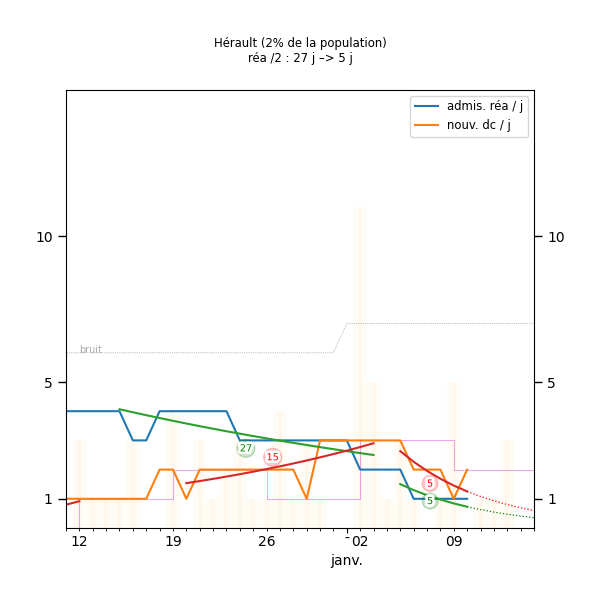 Hérault (2% de la population)
réa /2 : 27 j –> 5 j
admis. réa / j
nouv. dc / j
10
10
bruit
5
5
27
15
5
5
1
1
12
19
26
02
09
janv.